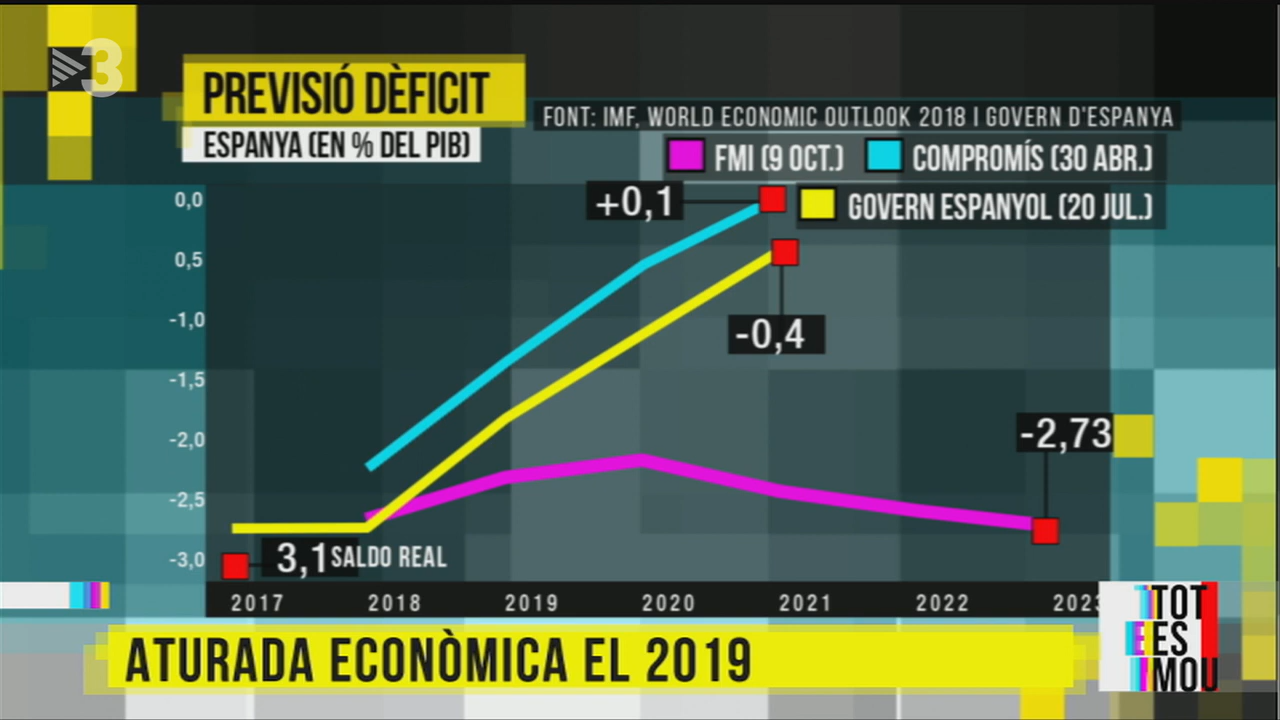 3
PREVISIÓ DÈFICIT
ESPANYA (EN % DEL PIB)
FONT: IMF, WORLD ECONOMIC OUTLOOK 2018 I GOVERN D'ESPANYA
FMI (9 OCT.) COMPROMÍS (30 ABR.)
GOVERN ESPANYOL (20 JUL.)
+0,1
-0,4
-2,73
0,0
0,5
-1,0
-1,5
-2,0
-2,5
-3,0
3,1 SALDO REAL
2017 2018 2019 2020 2021 2022 2023
ATURADA ECONÒMICA EL 2019
TOT
ES
MOU